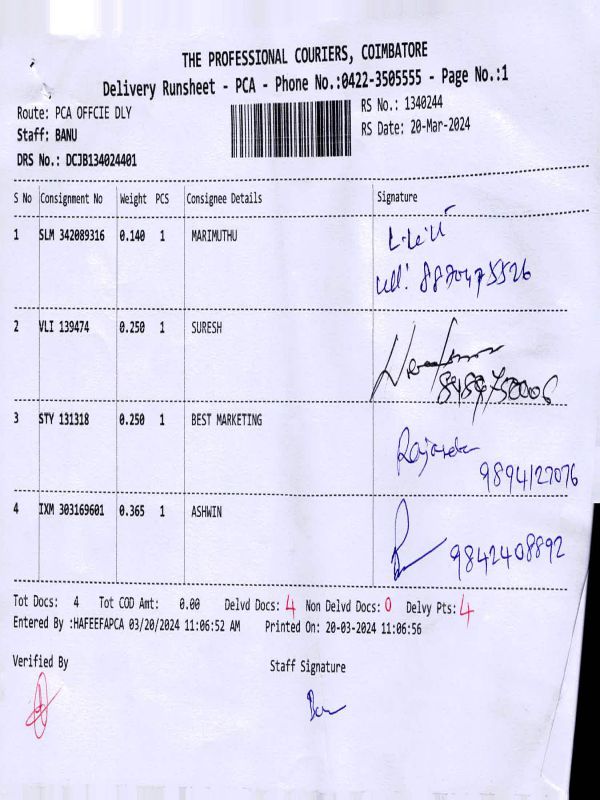 THE PROFESSIONAL COURIERS, COIMBATORE
Delivery Runsheet - PCA - Phone No.:0422-3505555 - Page No.:1
Route: PCA OFFCIE DLY
RS No.: 1340244
Staff: BANU
RS Date: 20-Mar-2024
DRS No.: DCJB134024401
S No Consignment No Weight PCS Consignee Details Signature
1 SLM 342089316 0.140 1 MARIMUTHU
2 VLI 139474 0.250 1 SURESH
3 STY 131318 0.250 1 BEST MARKETING
9894127076
4 IXM 303169601 0.365 1 ASHWIN
9842408892
Tot Docs: 4 Tot COD Amt: 0.00 Delvd Docs: 4 Non Delvd Docs: 0 Delvy Pts: 4
Entered By :HAFEEFAPCA 03/20/2024 11:06:52 AM Printed On: 20-03-2024 11:06:56
Verified By Staff Signature